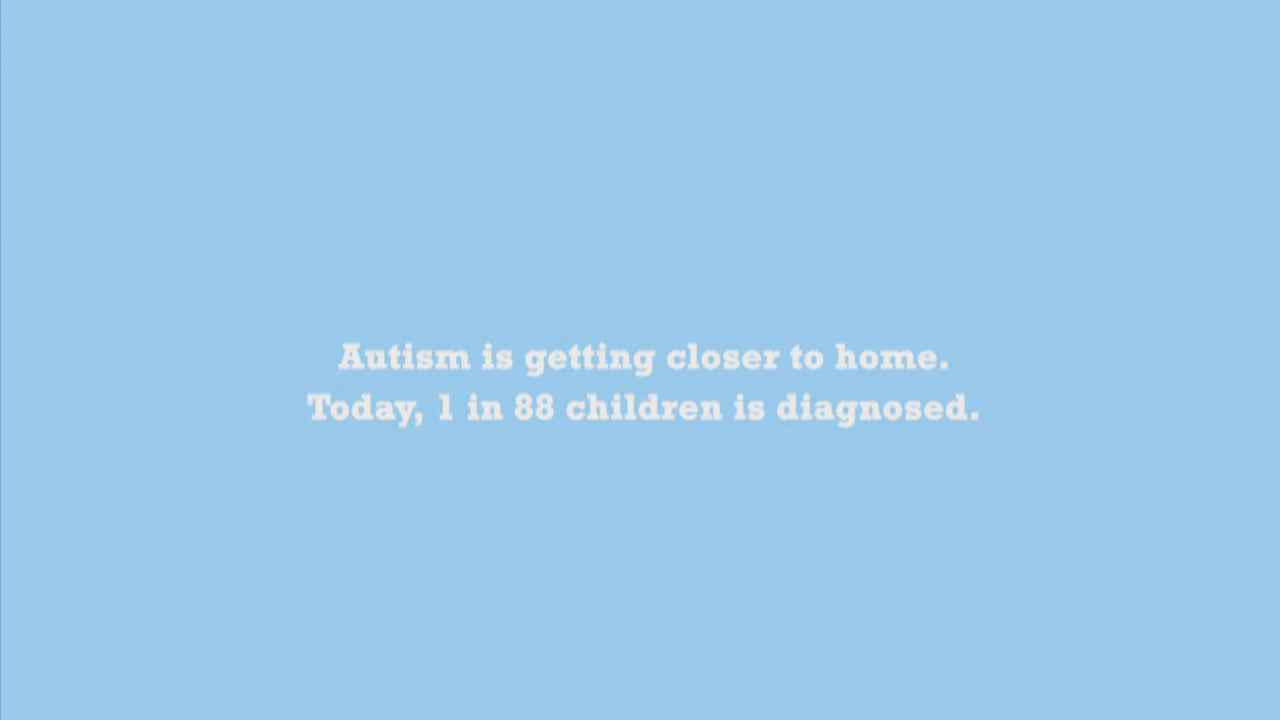 Autism is getting closer to home.
Today, 1 in 88 children is diagnosed.